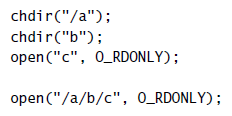 chdir("/a");
chdir("b");
open("c", O_RDONLY);
open("/a/b/c", O_RDONLY);